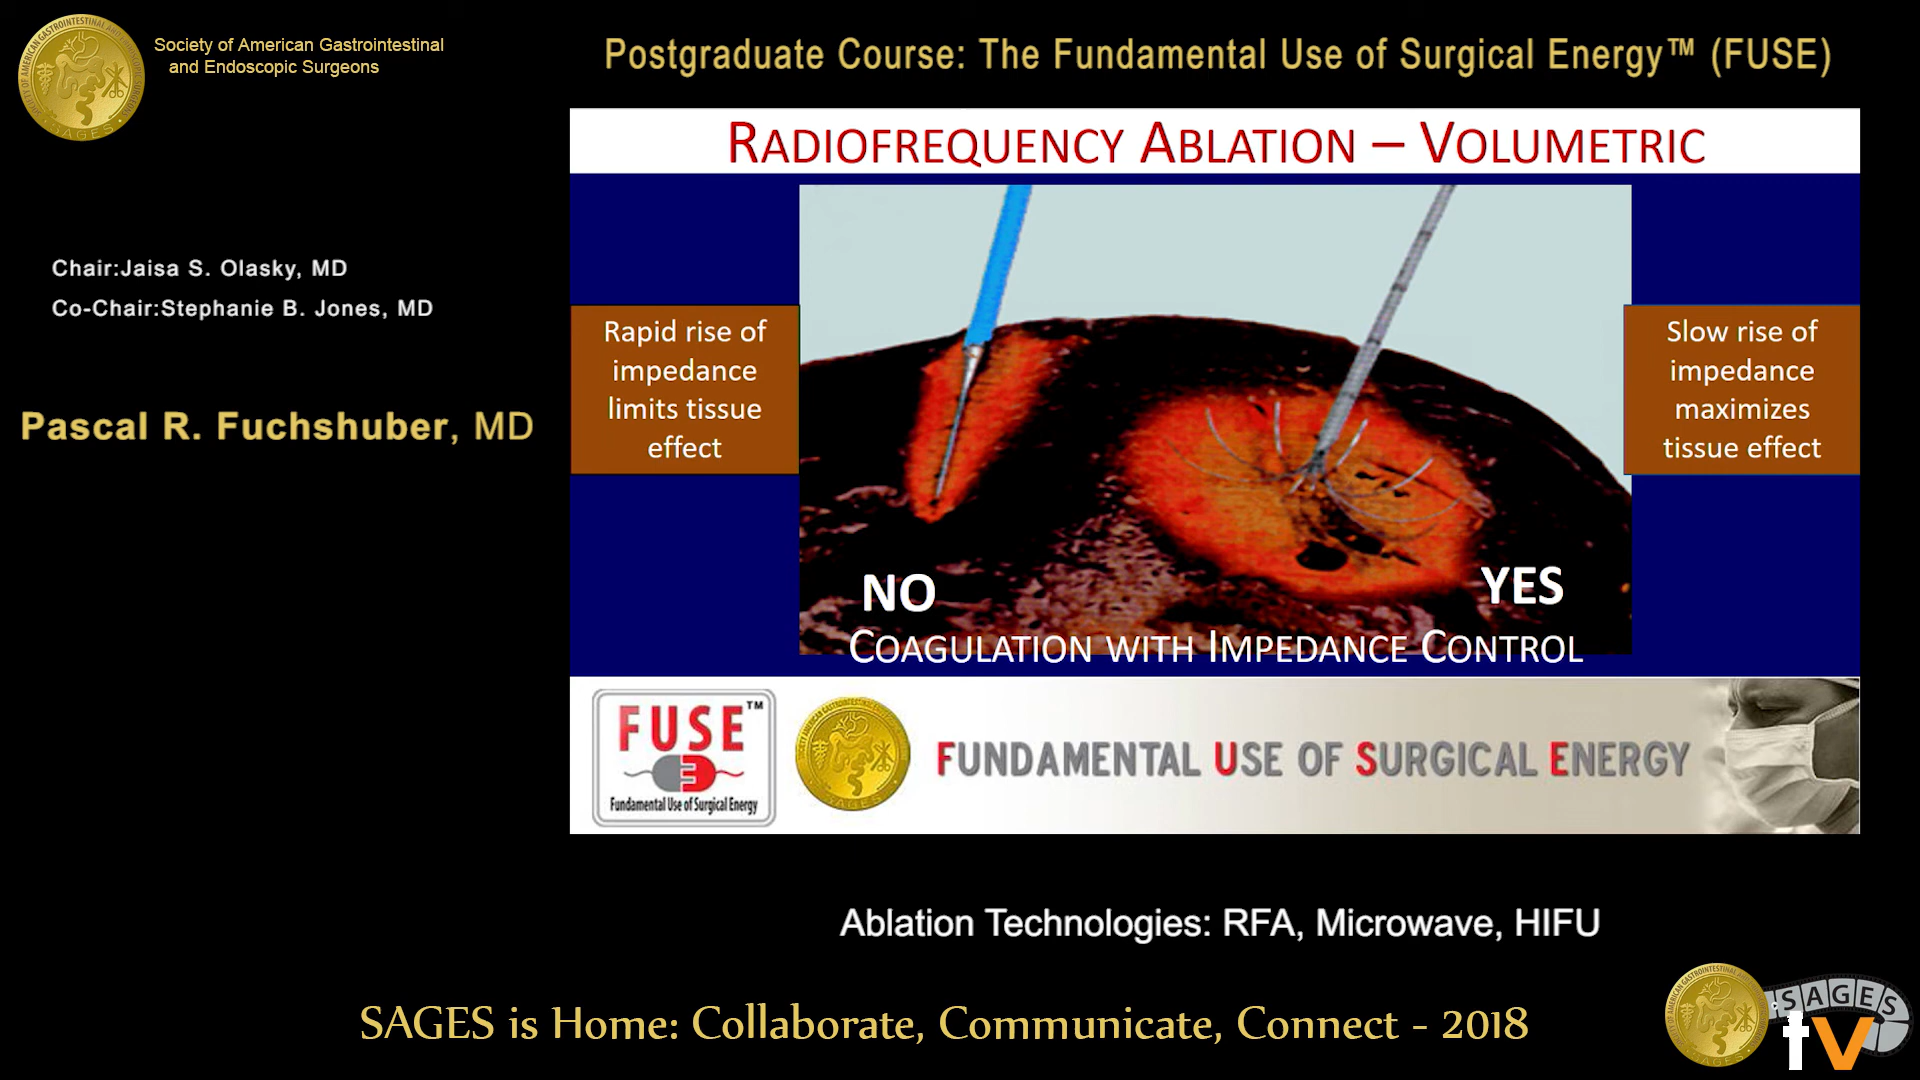 Society of American Gastrointestinal
and Endoscopic Surgeons
Postgraduate Course: The Fundamental Use of Surgical Energy™ (FUSE)
Chair:Jaisa S. Olasky, MD
Co-Chair:Stephanie B. Jones, MD
Pascal R. Fuchshuber, MD
RADIOFREQUENCY ABLATION – VOLUMETRIC
Rapid rise of
impedance
limits tissue
effect
Slow rise of
impedance
maximizes
tissue effect
NO
YES
COAGULATION WITH IMPEDANCE CONTROL
FUSE™
Fundamental Use of Surgical Energy
FUNDAMENTAL USE OF SURGICAL ENERGY
Ablation Technologies: RFA, Microwave, HIFU
SAGES is Home: Collaborate, Communicate, Connect - 2018
SAGES
tv